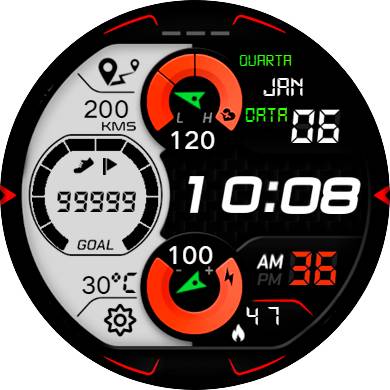 QUARTA
JAN
DATA 06
200
KMS
L H
120
99999
GOAL
10:08
100
- +
AM
PM
36
30°C
47